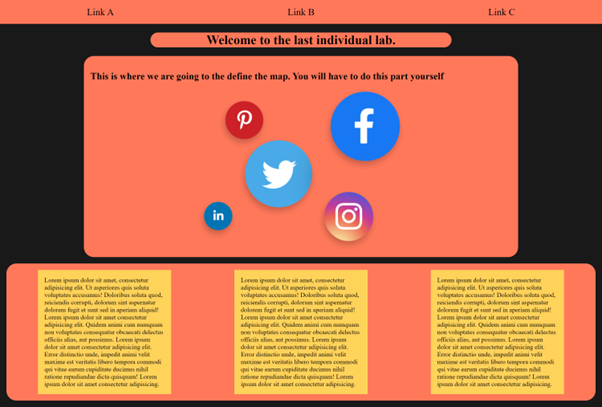 Link A
Link B
Link C
Welcome to the last individual lab.
This is where we are going to the define the map. You will have to do this part yourself
in
Lorem ipsum dolor sit amet, consectetur
adipisicing elit. Ut asperiores quis soluta
voluptates accusamus! Doloribus soluta quod,
reiciendis corrupti, dolorum sint aspernatur
dolorem fugit et sunt sed in aperiam aliquid!
Lorem ipsum dolor sit amet consectetur
adipisicing elit. Quidem animi cum numquam
non voluptates consequatur obcaecati delectus
officiis alias, eut possimus. Lorem ipsum
dolor sit amet consectetur adipisicing elit.
Error distinctio unde, impedit animi velit
maxime est veritatis libero tempora commodi
qui vitae earum cupiditate ducimus nihil
ratione repudiandae dicta quisquam! Lorem
ipsum dolor sit amet consectetur adipisicing.
Lorem ipsum dolor sit amet, consectetur
adipisicing elit. Ut asperiores quis soluta
voluptates accusamus! Doloribus soluta quod,
reiciendis corrupti, dolorum sint aspernatur
dolorem fugit et sunt sed in aperiam aliquid!
Lorem ipsum dolor sit amet consectetur
adipisicing elit. Quidem animi cum numquam
non voluptates consequatur obcaecati delectus
officiis alias, eut possimus. Lorem ipsum
dolor sit amet consectetur adipisicing elit.
Error distinctio unde, impedit animi velit
maxime est veritatis libero tempora commodi
qui vitae earum cupiditate ducimus nihil
ratione repudiandae dicta quisquam! Lorem
ipsum dolor sit amet consectetur adipisicing.
Lorem ipsum dolor sit amet, consectetur
adipisicing elit. Ut asperiores quis soluta
voluptates accusamus! Doloribus soluta quod,
reiciendis corrupti, dolorum sint aspernatur
dolorem fugit et sunt sed in aperiam aliquid!
Lorem ipsum dolor sit amet consectetur
adipisicing elit. Quidem animi cum numquam
non voluptates consequatur obcaecati delectus
officiis alias, eut possimus. Lorem ipsum
dolor sit amet consectetur adipisicing elit.
Error distinctio unde, impedit animi velit
maxime est veritatis libero tempora commodi
qui vitae earum cupiditate ducimus nihil
ratione repudiandae dicta quisquam! Lorem
ipsum dolor sit amet consectetur adipisicing.